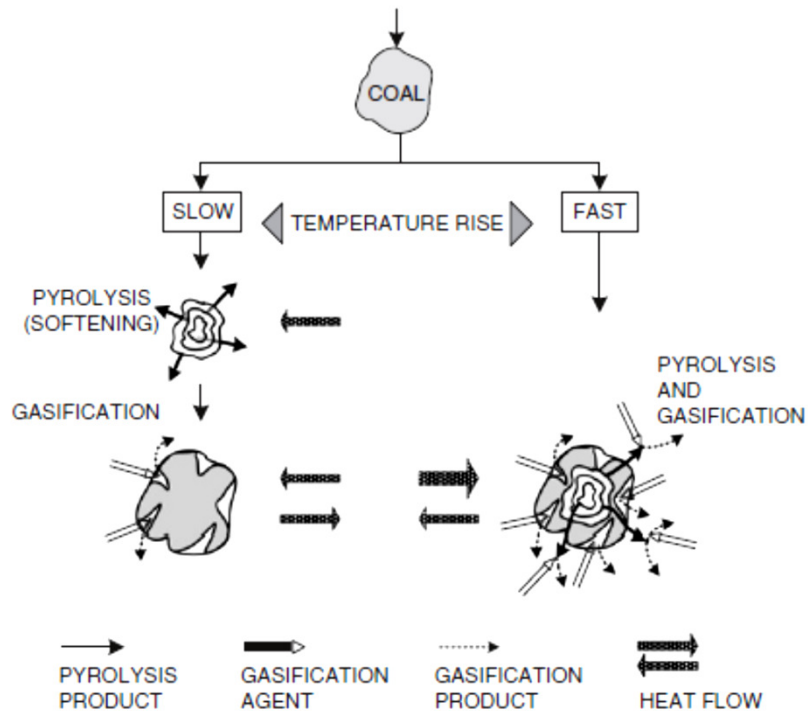 COAL
SLOW
TEMPERATURE RISE
FAST
PYROLYSIS
(SOFTENING)
PYROLYSIS
AND
GASIFICATION
GASIFICATION
PYROLYSIS
PRODUCT
GASIFICATION
AGENT
GASIFICATION
PRODUCT
HEAT FLOW